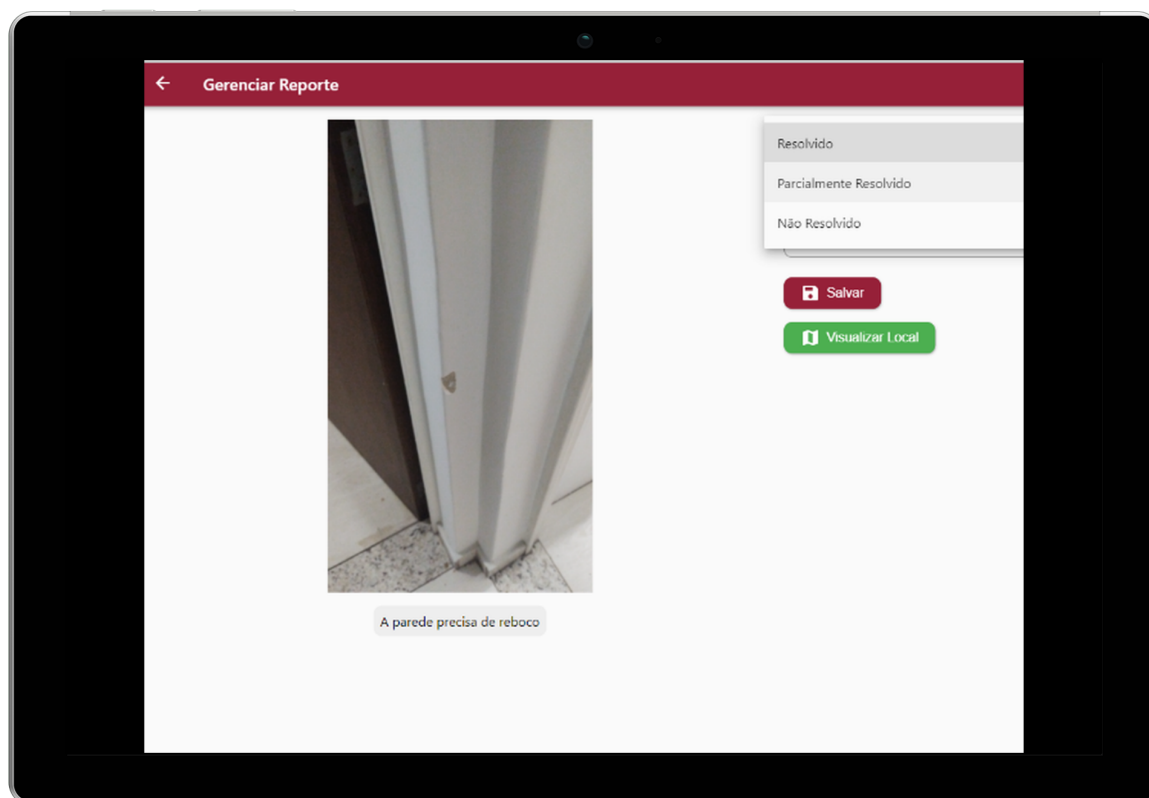 Gerenciar Reporte
Resolvido
Parcialmente Resolvido
Não Resolvido
Salvar
Visualizar Local
A parede precisa de reboco